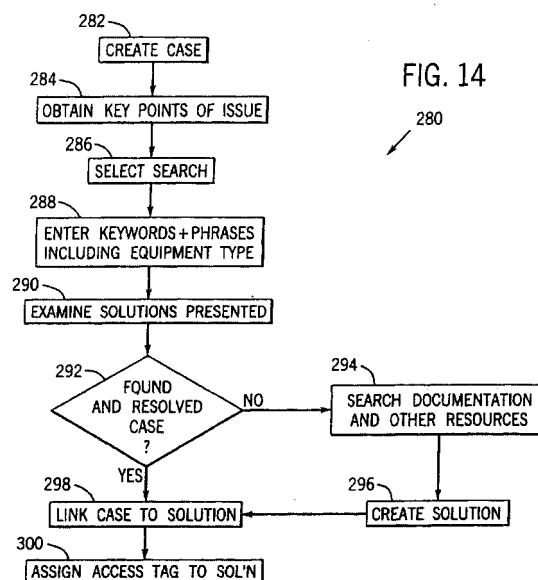 FIG. 14
280
282
CREATE CASE
284
OBTAIN KEY POINTS OF ISSUE
286
SELECT SEARCH
288
ENTER KEYWORDS+PHRASES
INCLUDING EQUIPMENT TYPE
290
EXAMINE SOLUTIONS PRESENTED
292
FOUND
AND RESOLVED
CASE
?
NO
YES
294
SEARCH DOCUMENTATION
AND OTHER RESOURCES
296
CREATE SOLUTION
298
LINK CASE TO SOLUTION
300
ASSIGN ACCESS TAG TO SOL'N